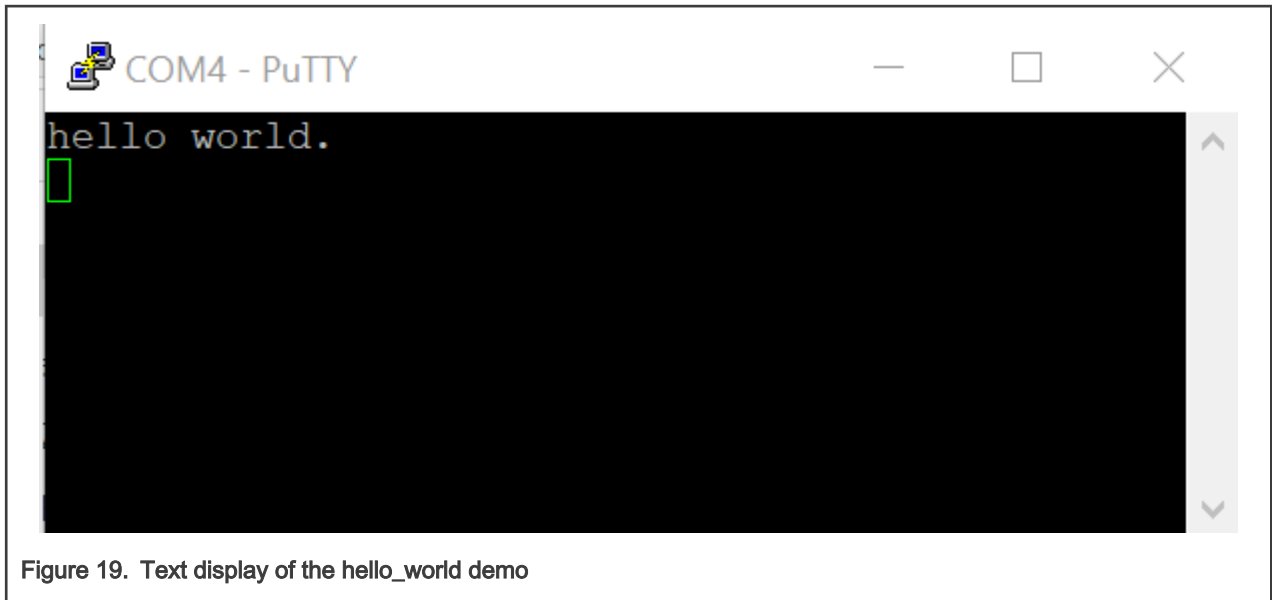 COM4 - PuTTY
hello world.
Figure 19. Text display of the hello_world demo